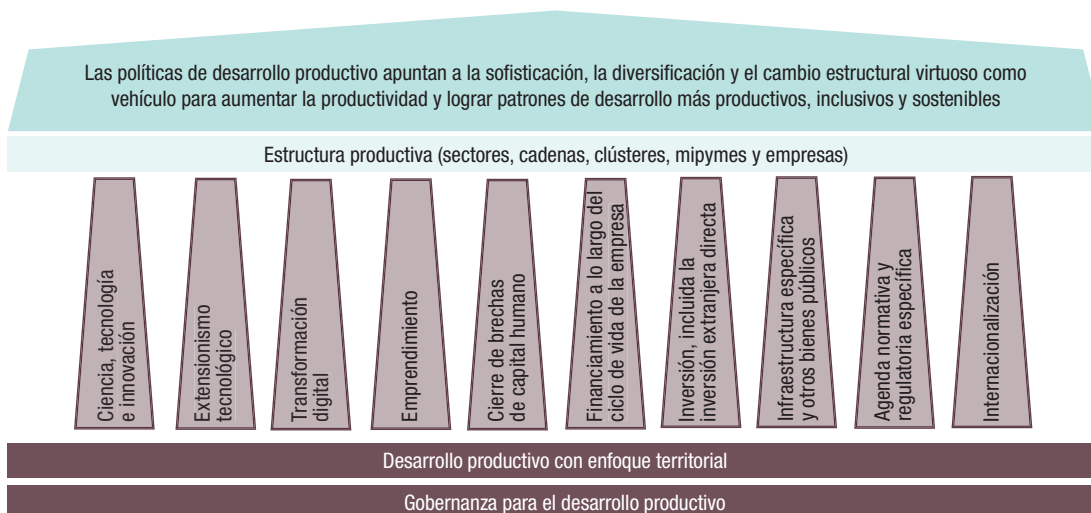 Las políticas de desarrollo productivo apuntan a la sofisticación, la diversificación y el cambio estructural virtuoso como
vehículo para aumentar la productividad y lograr patrones de desarrollo más productivos, inclusivos y sostenibles
Estructura productiva (sectores, cadenas, clústeres, mipymes y empresas)
Ciencia, tecnología
e innovación
Extensionismo
tecnológico
Transformación
digital
Emprendimiento
Cierre de brechas
de capital humano
Financiamiento a lo largo del
ciclo de vida de la empresa
Inversión, incluida la
inversión extranjera directa
Infraestructura específica
y otros bienes públicos
Agenda normativa y
regulatoria específica
Internacionalización
Desarrollo productivo con enfoque territorial
Gobernanza para el desarrollo productivo